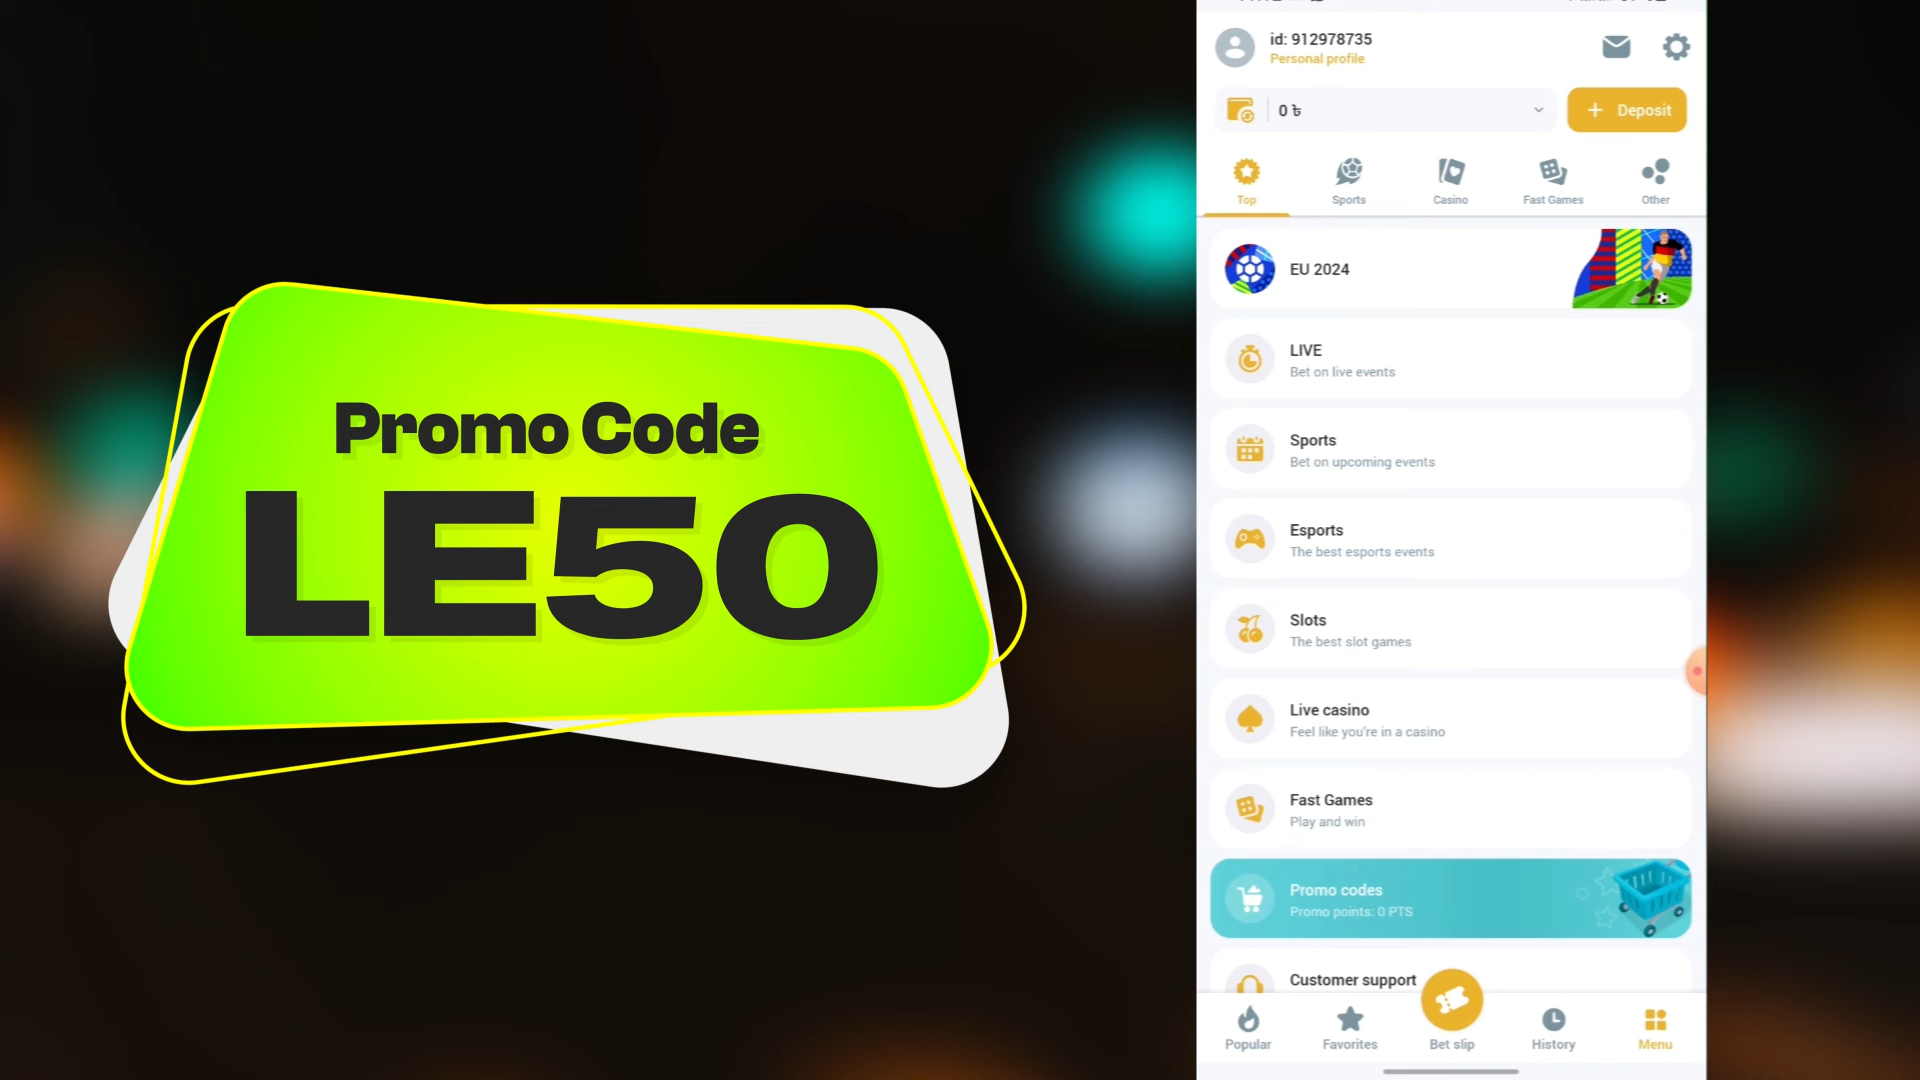 Promo Code
LE50
id: 912978735
Personal profile
0 ৳
Deposit
Top
Sports
Casino
Fast Games
Other
EU 2024
LIVE
Bet on live events
Sports
Bet on upcoming events
Esports
The best esports events
Slots
The best slot games
Live casino
Feel like you're in a casino
Fast Games
Play and win
Promo codes
Promo points: 0 PTS
Customer support
Popular
Favorites
Bet slip
History
Menu